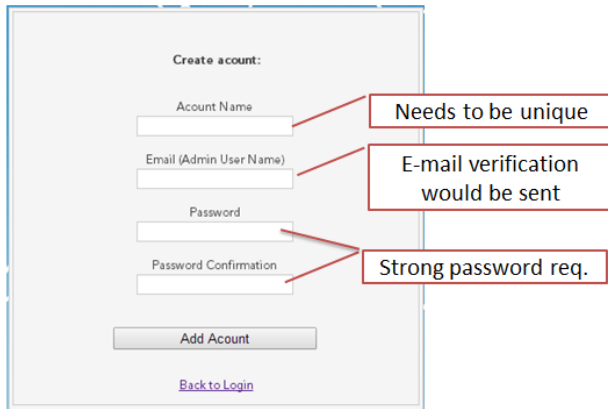 Create acount:
Acount Name
Needs to be unique
Email (Admin User Name)
E-mail verification
would be sent
Password
Password Confirmation
Strong password req.
Add Acount
Back to Login